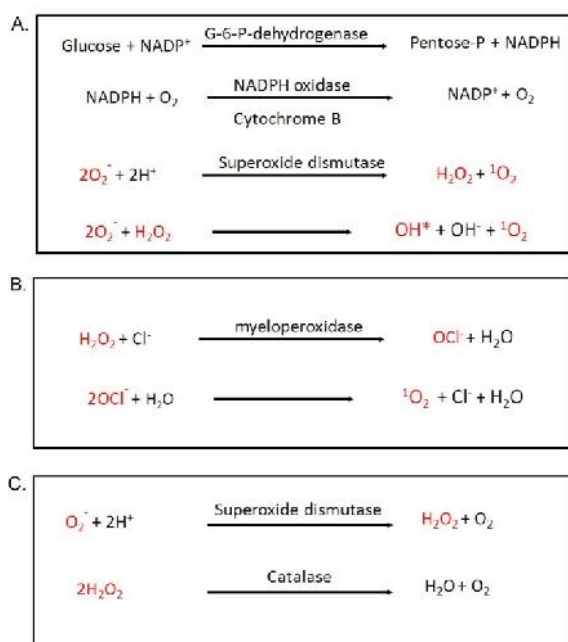 A.
Glucose + NADP⁺ G-6-P-dehydrogenase Pentose-P + NADPH
NADPH + O₂ NADPH oxidase NADP⁺ + O₂
Cytochrome B
2O₂⁻ + 2H⁺ Superoxide dismutase H₂O₂ + ¹O₂
2O₂⁻ + H₂O₂ OH* + OH⁻ + ¹O₂
B.
H₂O₂ + Cl⁻ myeloperoxidase OCl⁻ + H₂O
2OCl⁻ + H₂O ¹O₂ + Cl⁻ + H₂O
C.
O₂⁻ + 2H⁺ Superoxide dismutase H₂O₂ + O₂
2H₂O₂ Catalase H₂O + O₂